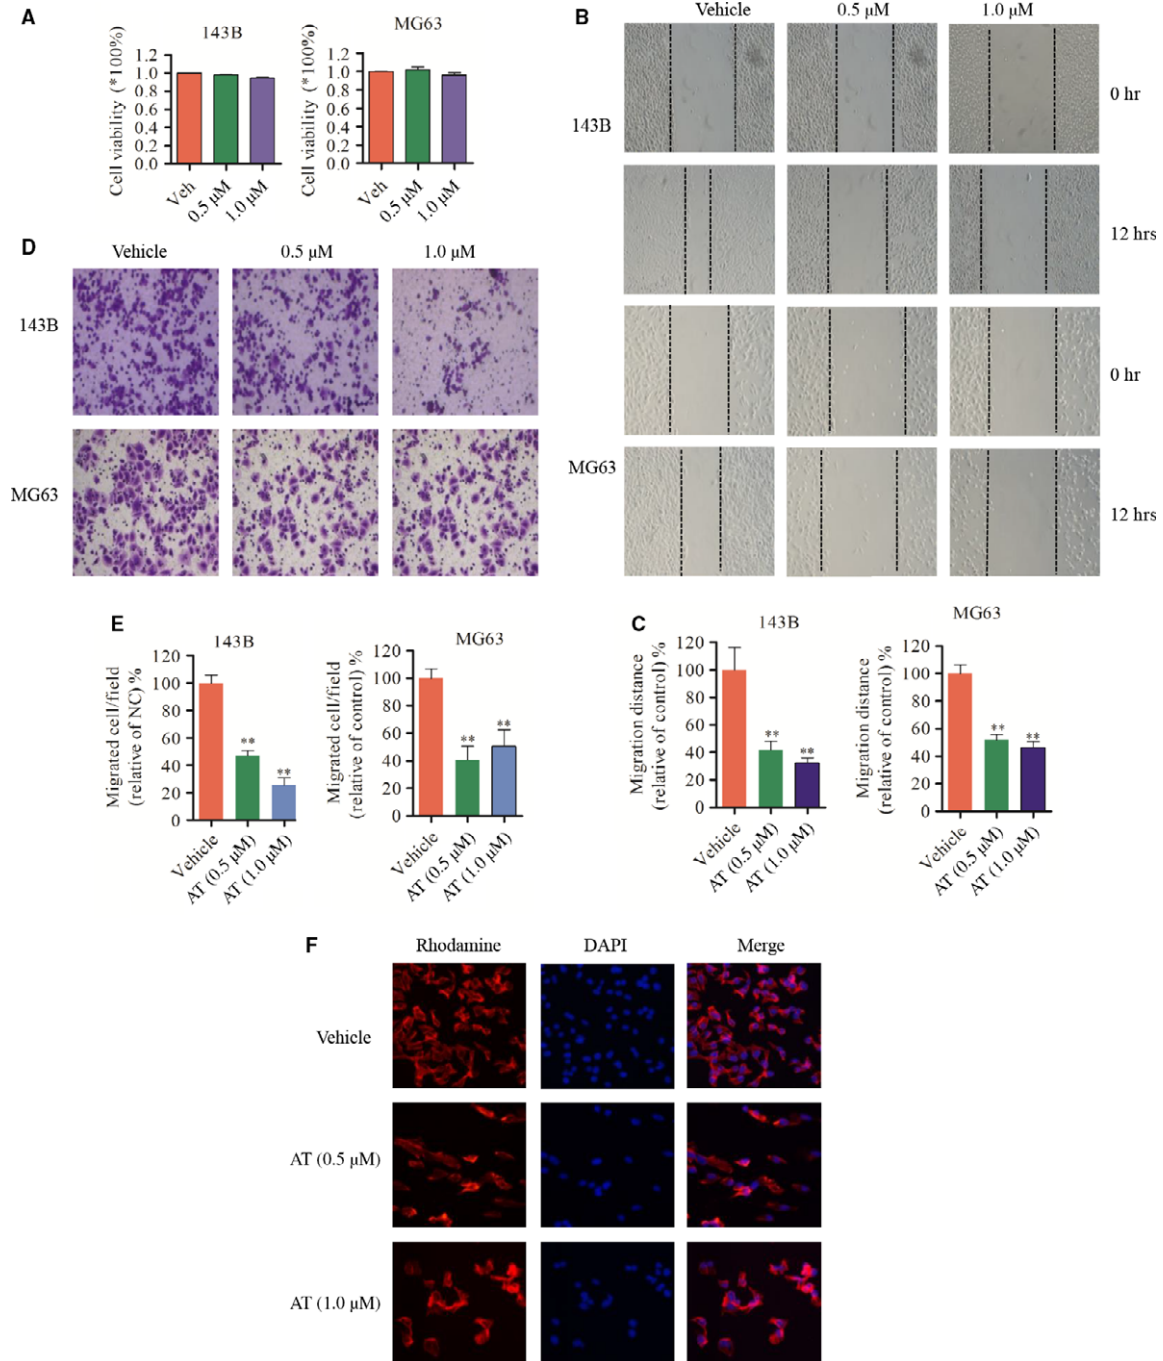 A
143B
MG63
Cell viability (*100%)
1.2
1.0
0.8
0.6
0.4
0.2
0.0
Veh
0.5 µM
1.0 µM
Cell viability (*100%)
1.2
1.0
0.8
0.6
0.4
0.2
0.0
Veh
0.5 µM
1.0 µM
B
Vehicle
0.5 µM
1.0 µM
143B
0 hr
12 hrs
MG63
0 hr
12 hrs
D
Vehicle
0.5 µM
1.0 µM
143B
MG63
E
143B
Migrated cell/field
(relative of NC) %
120
100
80
60
40
20
0
**
**
Vehicle
AT (0.5 µM)
AT (1.0 µM)
MG63
Migrated cell/field
(relative of control) %
120
100
80
60
40
20
0
**
**
Vehicle
AT (0.5 µM)
AT (1.0 µM)
C
143B
Migration distance
(relative of control) %
120
100
80
60
40
20
0
**
**
Vehicle
AT (0.5 µM)
AT (1.0 µM)
MG63
Migration distance
(relative of control) %
120
100
80
60
40
20
0
**
**
Vehicle
AT (0.5 µM)
AT (1.0 µM)
F
Rhodamine
DAPI
Merge
Vehicle
AT (0.5 µM)
AT (1.0 µM)